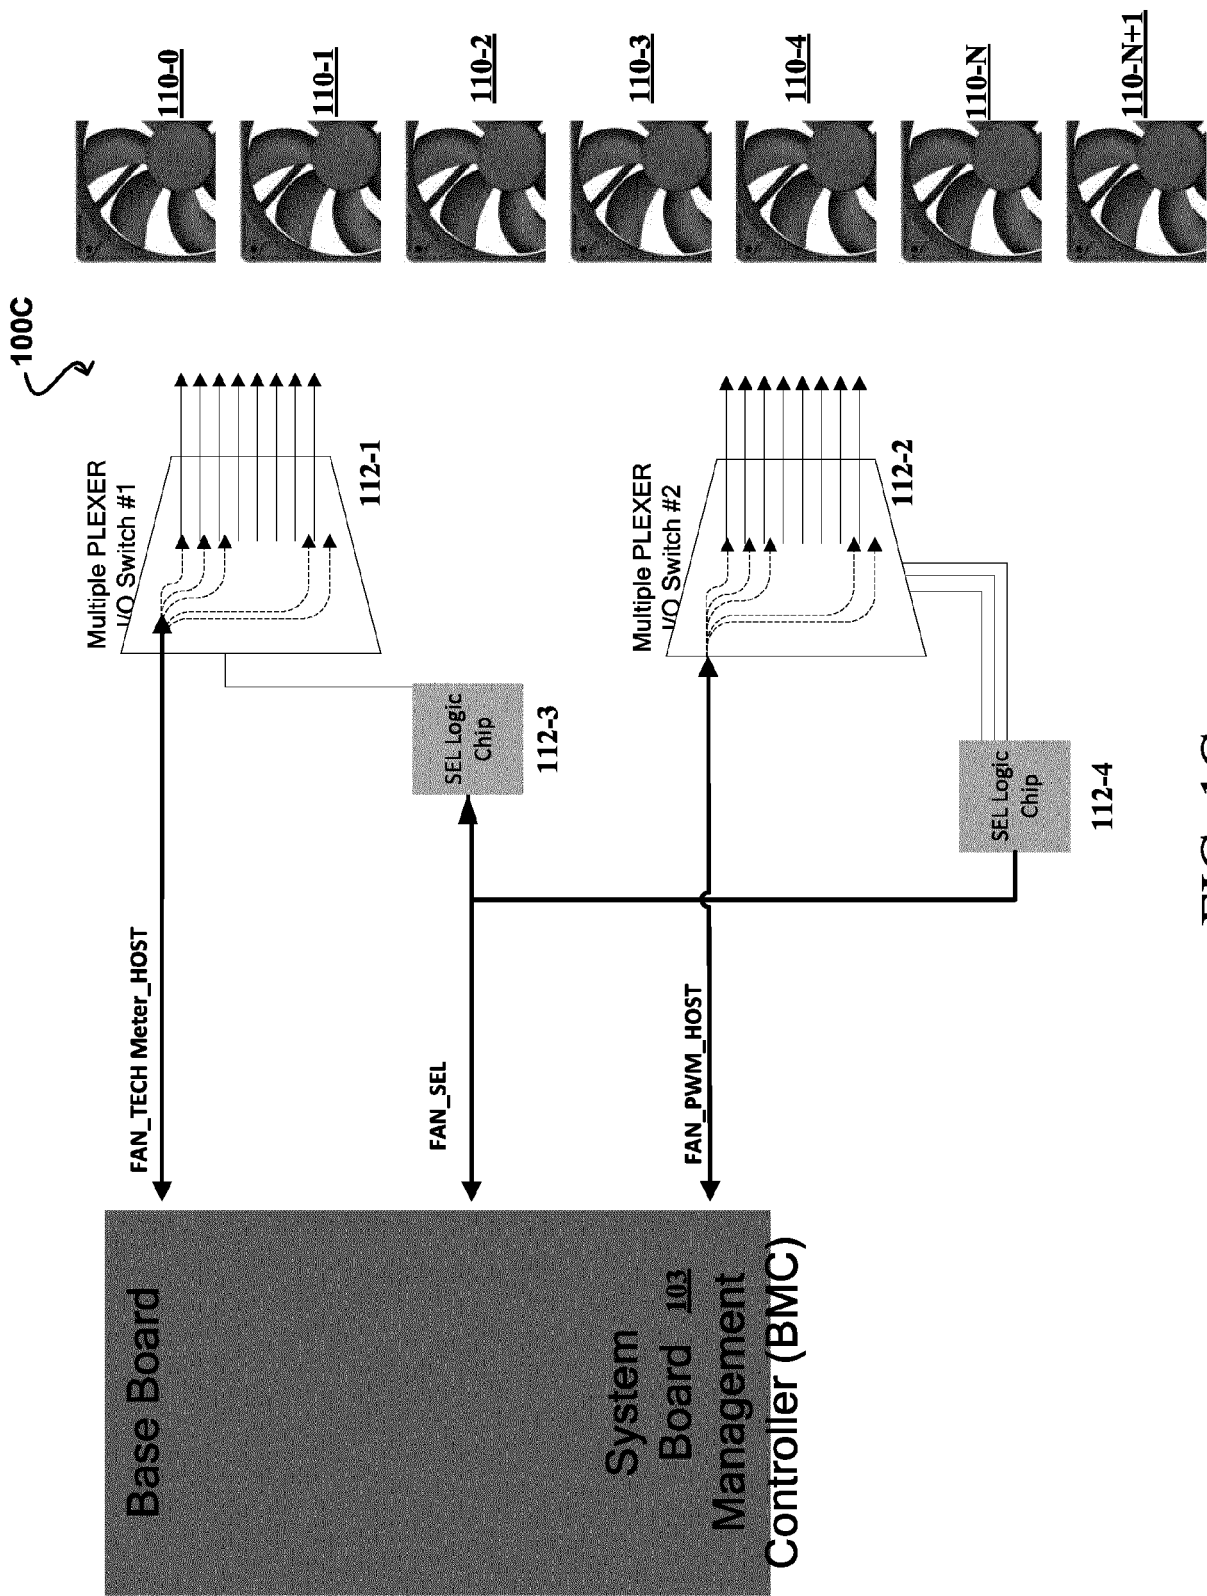 100C
110-0
110-1
110-2
110-3
110-4
110-N
110-N+1
Multiple PLEXER
I/O Switch #1
112-1
Multiple PLEXER
I/O Switch #2
112-2
SEL Logic
Chip
112-3
SEL Logic
Chip
112-4
FAN_TECH Meter_HOST
FAN_SEL
FAN_PWM_HOST
Base Board
System
Board 103
Management
Controller (BMC)